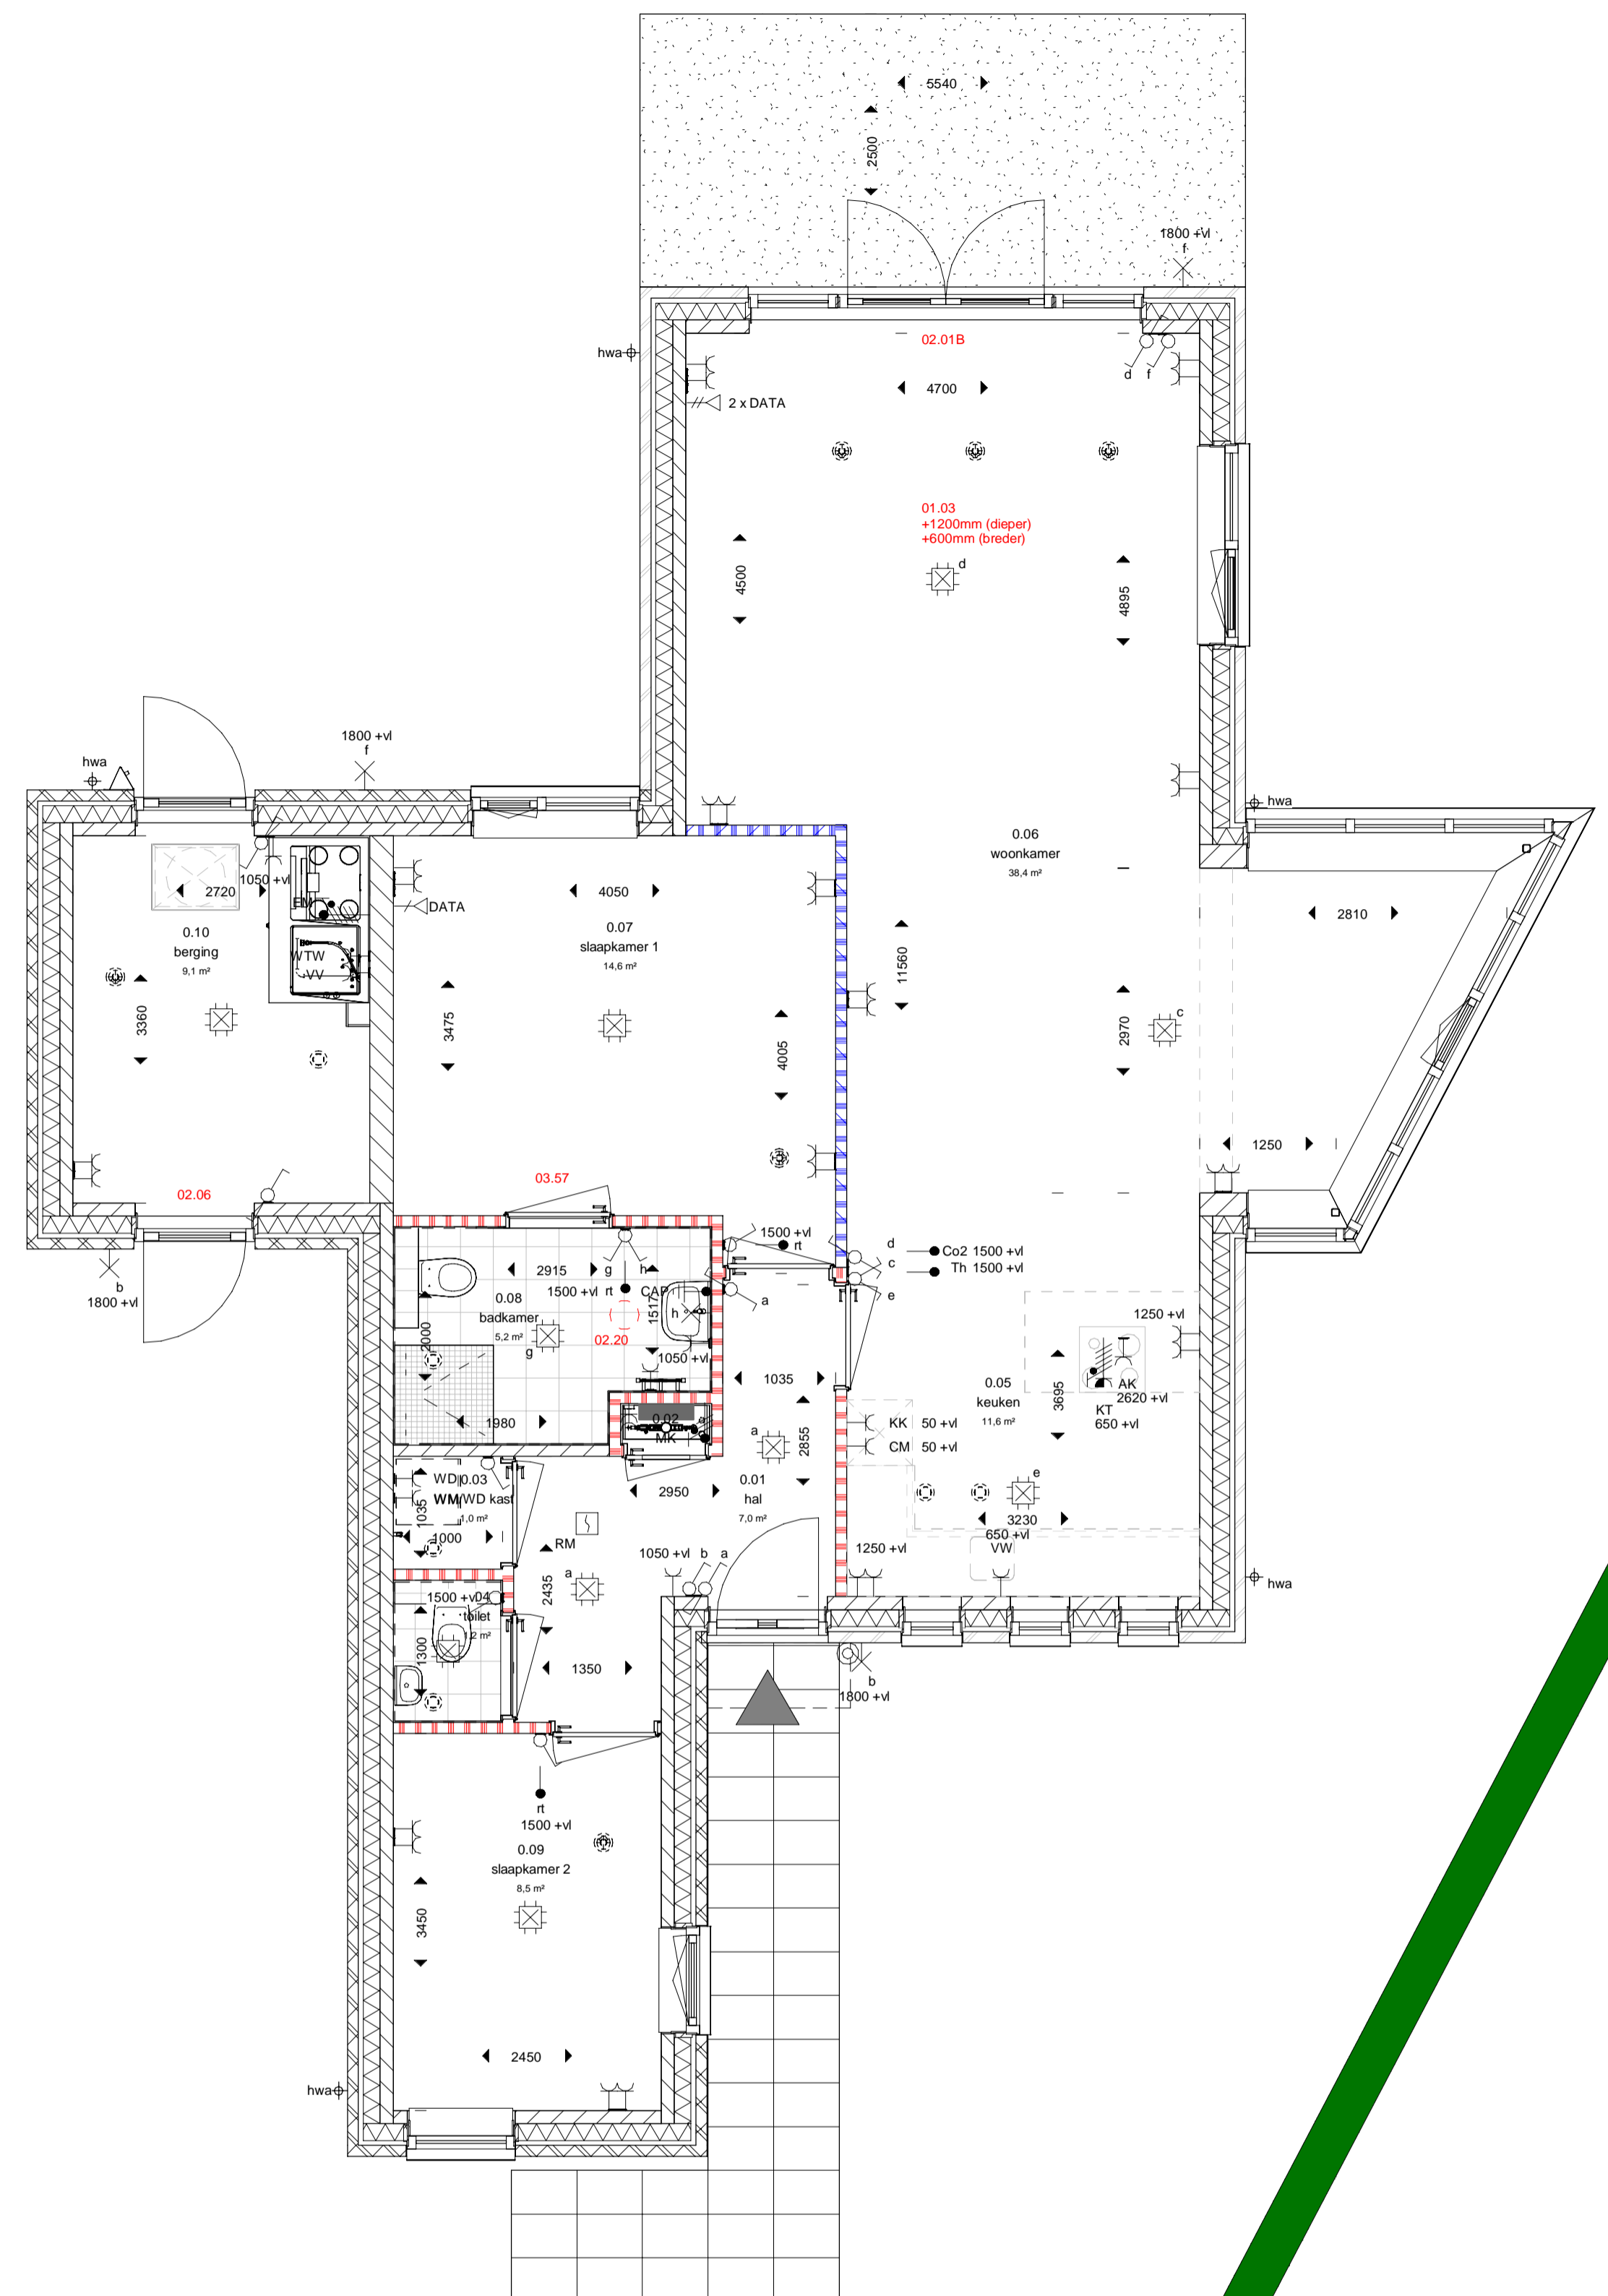 5540
2500
1800 +vl
f
hwa
02.01B
d f
4700
2 x DATA
01.03
+1200mm (dieper)
+600mm (breder)
d
4500
4895
1800 +vl
f
hwa
hwa
0.06
woonkamer
38,4 m²
1050 +vl
2720
EM
4050
DATA
2810
0.10
berging
9,1 m²
0.07
slaapkamer 1
14,6 m²
WTW
VV
11560
3360
3475
4005
2970
c
1250
03.57
02.06
1500 +vl
rt
d
c
e
Co2 1500 +vl
Th 1500 +vl
b
1800 +vl
2915
g h
1500 +vl rt
CAP
h
a
0.08
badkamer
5,2 m²
g
02.20
1517
2000
1050 +vl
1250 +vl
1035
0.05
keuken
11,6 m²
3695
AK
2620 +vl
KT
650 +vl
1980
0.02
MK
a
2855
KK 50 +vl
CM 50 +vl
WD 0.03
WM/WD kast
1,0 m²
1035
1000
2950
0.01
hal
7,0 m²
e
3230
650 +vl
VW
RM
a
1050 +vl
b a
1250 +vl
hwa
2435
1500 +vl
04
toilet
1300
1350
b
1800 +vl
rt
1500 +vl
0.09
slaapkamer 2
8,5 m²
3450
2450
hwa